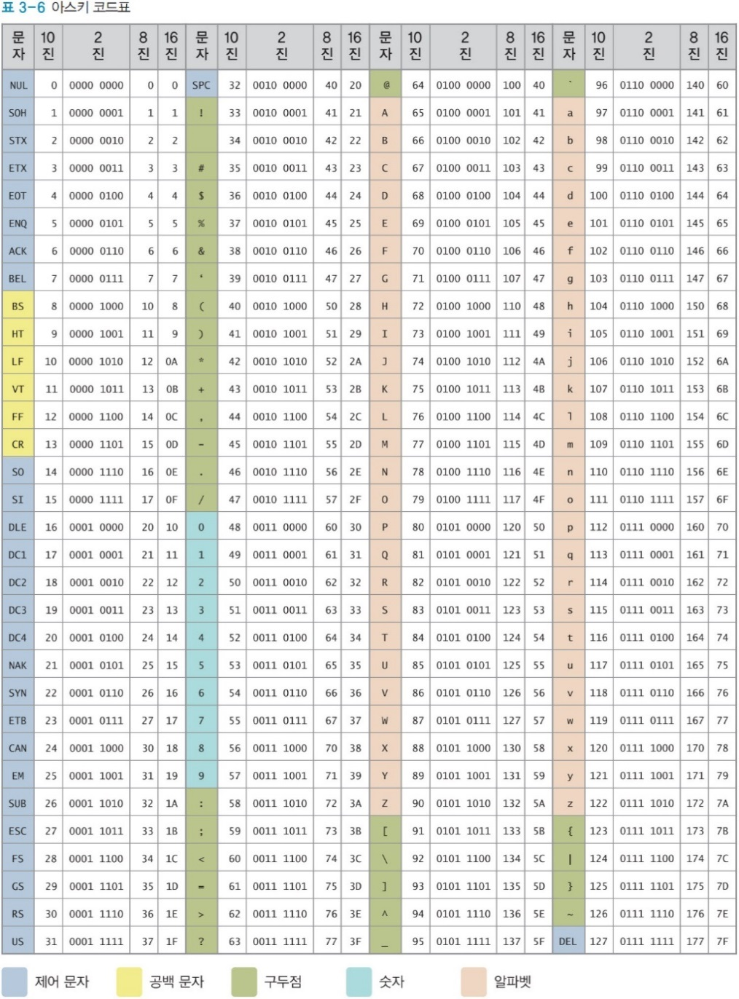 표 3-6 아스키 코드표
문자 10진 2진 8진 16진 문자 10진 2진 8진 16진 문자 10진 2진 8진 16진 문자 10진 2진 8진 16진
NUL 0 0000 0000 0 0 SPC 32 0010 0000 40 20 @ 64 0100 0000 100 40 ` 96 0110 0000 140 60
SOH 1 0000 0001 1 1 ! 33 0010 0001 41 21 A 65 0100 0001 101 41 a 97 0110 0001 141 61
STX 2 0000 0010 2 2 34 0010 0010 42 22 B 66 0100 0010 102 42 b 98 0110 0010 142 62
ETX 3 0000 0011 3 3 # 35 0010 0011 43 23 C 67 0100 0011 103 43 c 99 0110 0011 143 63
EOT 4 0000 0100 4 4 $ 36 0010 0100 44 24 D 68 0100 0100 104 44 d 100 0110 0100 144 64
ENQ 5 0000 0101 5 5 % 37 0010 0101 45 25 E 69 0100 0101 105 45 e 101 0110 0101 145 65
ACK 6 0000 0110 6 6 & 38 0010 0110 46 26 F 70 0100 0110 106 46 f 102 0110 0110 146 66
BEL 7 0000 0111 7 7 ‘ 39 0010 0111 47 27 G 71 0100 0111 107 47 g 103 0110 0111 147 67
BS 8 0000 1000 10 8 ( 40 0010 1000 50 28 H 72 0100 1000 110 48 h 104 0110 1000 150 68
HT 9 0000 1001 11 9 ) 41 0010 1001 51 29 I 73 0100 1001 111 49 i 105 0110 1001 151 69
LF 10 0000 1010 12 0A * 42 0010 1010 52 2A J 74 0100 1010 112 4A j 106 0110 1010 152 6A
VT 11 0000 1011 13 0B + 43 0010 1011 53 2B K 75 0100 1011 113 4B k 107 0110 1011 153 6B
FF 12 0000 1100 14 0C , 44 0010 1100 54 2C L 76 0100 1100 114 4C l 108 0110 1100 154 6C
CR 13 0000 1101 15 0D - 45 0010 1101 55 2D M 77 0100 1101 115 4D m 109 0110 1101 155 6D
SO 14 0000 1110 16 0E . 46 0010 1110 56 2E N 78 0100 1110 116 4E n 110 0110 1110 156 6E
SI 15 0000 1111 17 0F / 47 0010 1111 57 2F O 79 0100 1111 117 4F o 111 0110 1111 157 6F
DLE 16 0001 0000 20 10 0 48 0011 0000 60 30 P 80 0101 0000 120 50 p 112 0111 0000 160 70
DC1 17 0001 0001 21 11 1 49 0011 0001 61 31 Q 81 0101 0001 121 51 q 113 0111 0001 161 71
DC2 18 0001 0010 22 12 2 50 0011 0010 62 32 R 82 0101 0010 122 52 r 114 0111 0010 162 72
DC3 19 0001 0011 23 13 3 51 0011 0011 63 33 S 83 0101 0011 123 53 s 115 0111 0011 163 73
DC4 20 0001 0100 24 14 4 52 0011 0100 64 34 T 84 0101 0100 124 54 t 116 0111 0100 164 74
NAK 21 0001 0101 25 15 5 53 0011 0101 65 35 U 85 0101 0101 125 55 u 117 0111 0101 165 75
SYN 22 0001 0110 26 16 6 54 0011 0110 66 36 V 86 0101 0110 126 56 v 118 0111 0110 166 76
ETB 23 0001 0111 27 17 7 55 0011 0111 67 37 W 87 0101 0111 127 57 w 119 0111 0111 167 77
CAN 24 0001 1000 30 18 8 56 0011 1000 70 38 X 88 0101 1000 130 58 x 120 0111 1000 170 78
EM 25 0001 1001 31 19 9 57 0011 1001 71 39 Y 89 0101 1001 131 59 y 121 0111 1001 171 79
SUB 26 0001 1010 32 1A : 58 0011 1010 72 3A Z 90 0101 1010 132 5A z 122 0111 1010 172 7A
ESC 27 0001 1011 33 1B ; 59 0011 1011 73 3B [ 91 0101 1011 133 5B { 123 0111 1011 173 7B
FS 28 0001 1100 34 1C < 60 0011 1100 74 3C \ 92 0101 1100 134 5C | 124 0111 1100 174 7C
GS 29 0001 1101 35 1D = 61 0011 1101 75 3D ] 93 0101 1101 135 5D } 125 0111 1101 175 7D
RS 30 0001 1110 36 1E > 62 0011 1110 76 3E ^ 94 0101 1110 136 5E ~ 126 0111 1110 176 7E
US 31 0001 1111 37 1F ? 63 0011 1111 77 3F _ 95 0101 1111 137 5F DEL 127 0111 1111 177 7F
제어 문자 공백 문자 구두점 숫자 알파벳